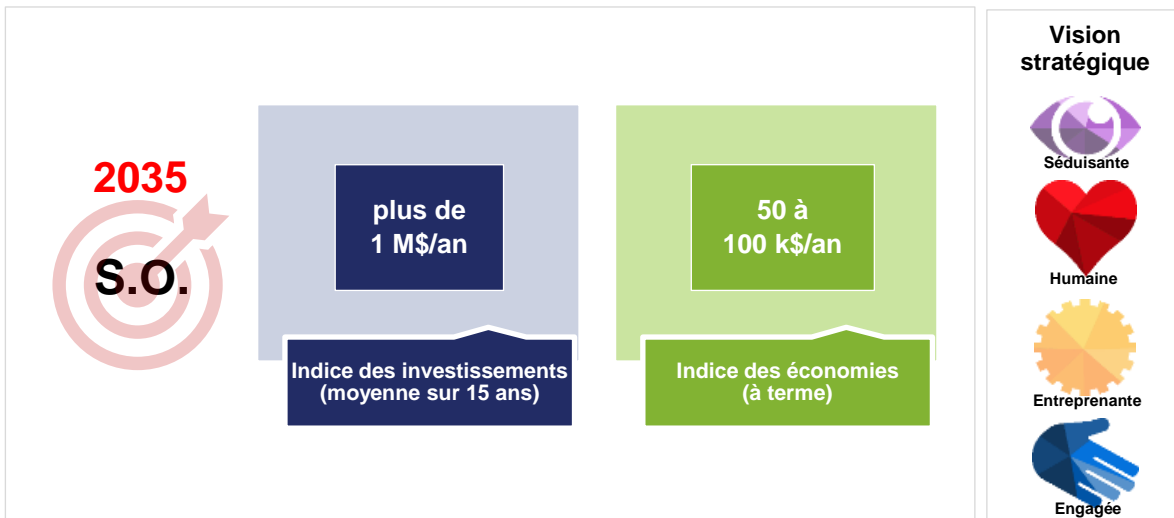 2035
S.O.
plus de
1 M$/an
Indice des investissements
(moyenne sur 15 ans)
50 à
100 k$/an
Indice des économies
(à terme)
Vision
stratégique
Séduisante
Humaine
Entreprenante
Engagée